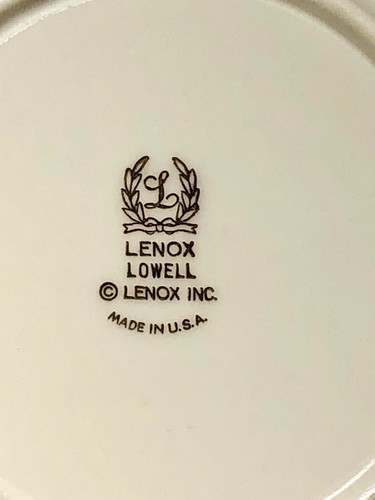 L
LENOX
LOWELL
© LENOX INC.
MADE IN U.S.A.